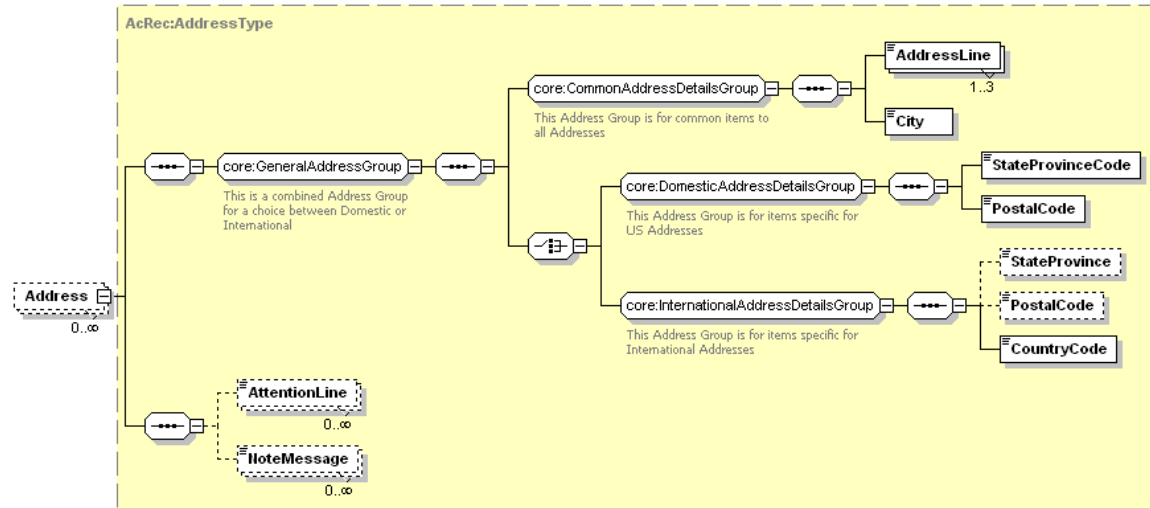 AcRec:AddressType
AddressLine
1..3
core:CommonAddressDetailsGroup
This Address Group is for common items to
all Addresses
City
core:GeneralAddressGroup
This is a combined Address Group
for a choice between Domestic or
International
StateProvinceCode
core:DomesticAddressDetailsGroup
This Address Group is for items specific for
US Addresses
PostalCode
StateProvince
core:InternationalAddressDetailsGroup
This Address Group is for items specific for
International Addresses
PostalCode
CountryCode
Address
0..∞
AttentionLine
0..∞
NoteMessage
0..∞